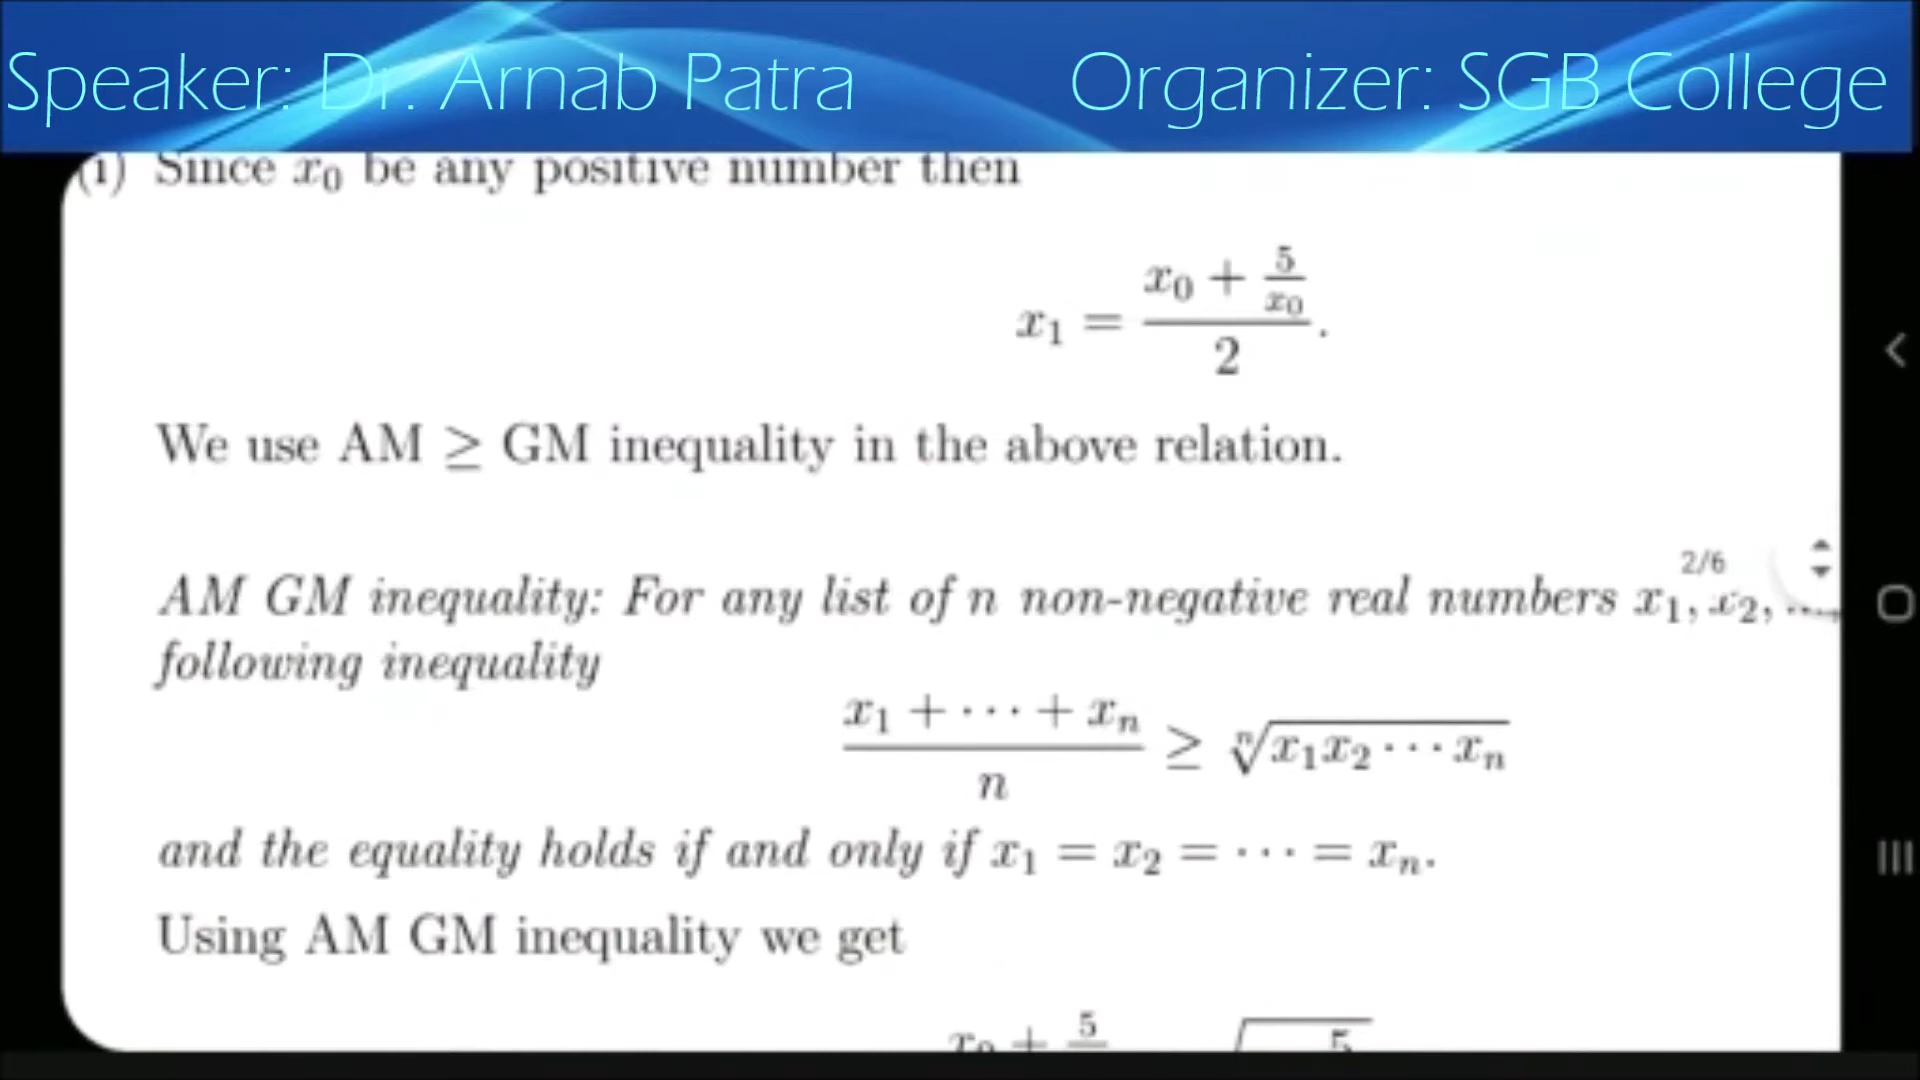 Speaker: Dr. Arnab Patra Organizer: SGB College
(i) Since x₀ be any positive number then
x₁ = (x₀ + 5/x₀)/2.
We use AM ≥ GM inequality in the above relation.
2/6
AM GM inequality: For any list of n non-negative real numbers x₁, x₂, ...,
following inequality
(x₁ + ··· + xₙ)/n ≥ ⁿ√(x₁x₂ ··· xₙ)
and the equality holds if and only if x₁ = x₂ = ··· = xₙ.
Using AM GM inequality we get
x₀ + 5